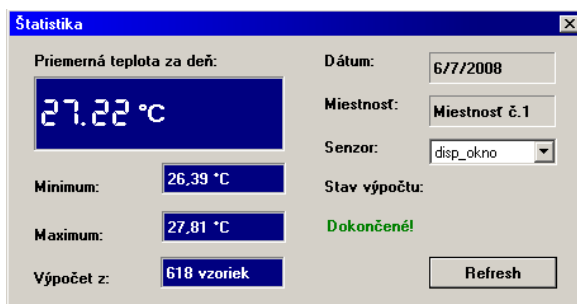 Štatistika
Priemerná teplota za deň:
27.22 °C
Minimum:
26,39 °C
Maximum:
27,81 °C
Výpočet z:
618 vzoriek
Dátum:
6/7/2008
Miestnosť:
Miestnosť č.1
Senzor:
disp_okno
Stav výpočtu:
Dokončené!
Refresh